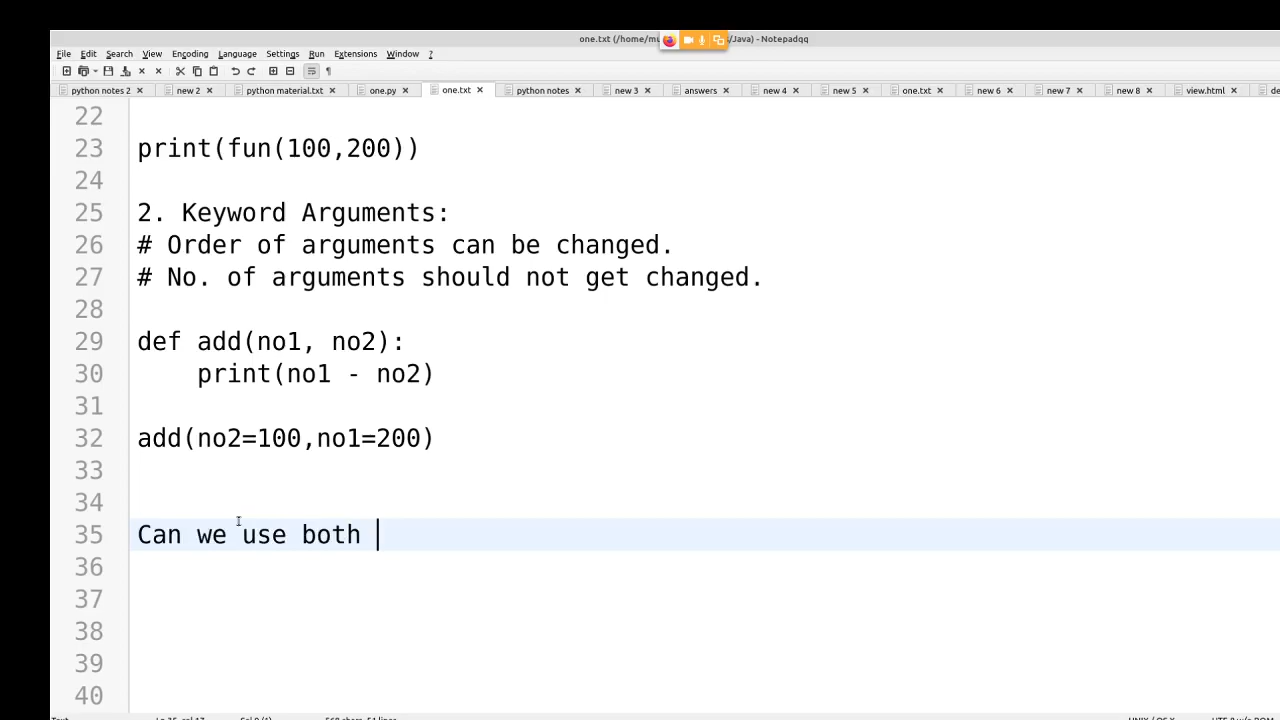 one.txt (/home/mu /Java) - Notepadqq
File Edit Search View Encoding Language Settings Run Extensions Window ?
python notes 2 new 2 python material.txt one.py one.txt python notes new 3 answers new 4 new 5 one.txt new 6 new 7 new 8 view.html de
22
23 print(fun(100,200))
24
25 2. Keyword Arguments:
26 # Order of arguments can be changed.
27 # No. of arguments should not get changed.
28
29 def add(no1, no2):
30 print(no1 - no2)
31
32 add(no2=100,no1=200)
33
34
35 Can we use both
36
37
38
39
40